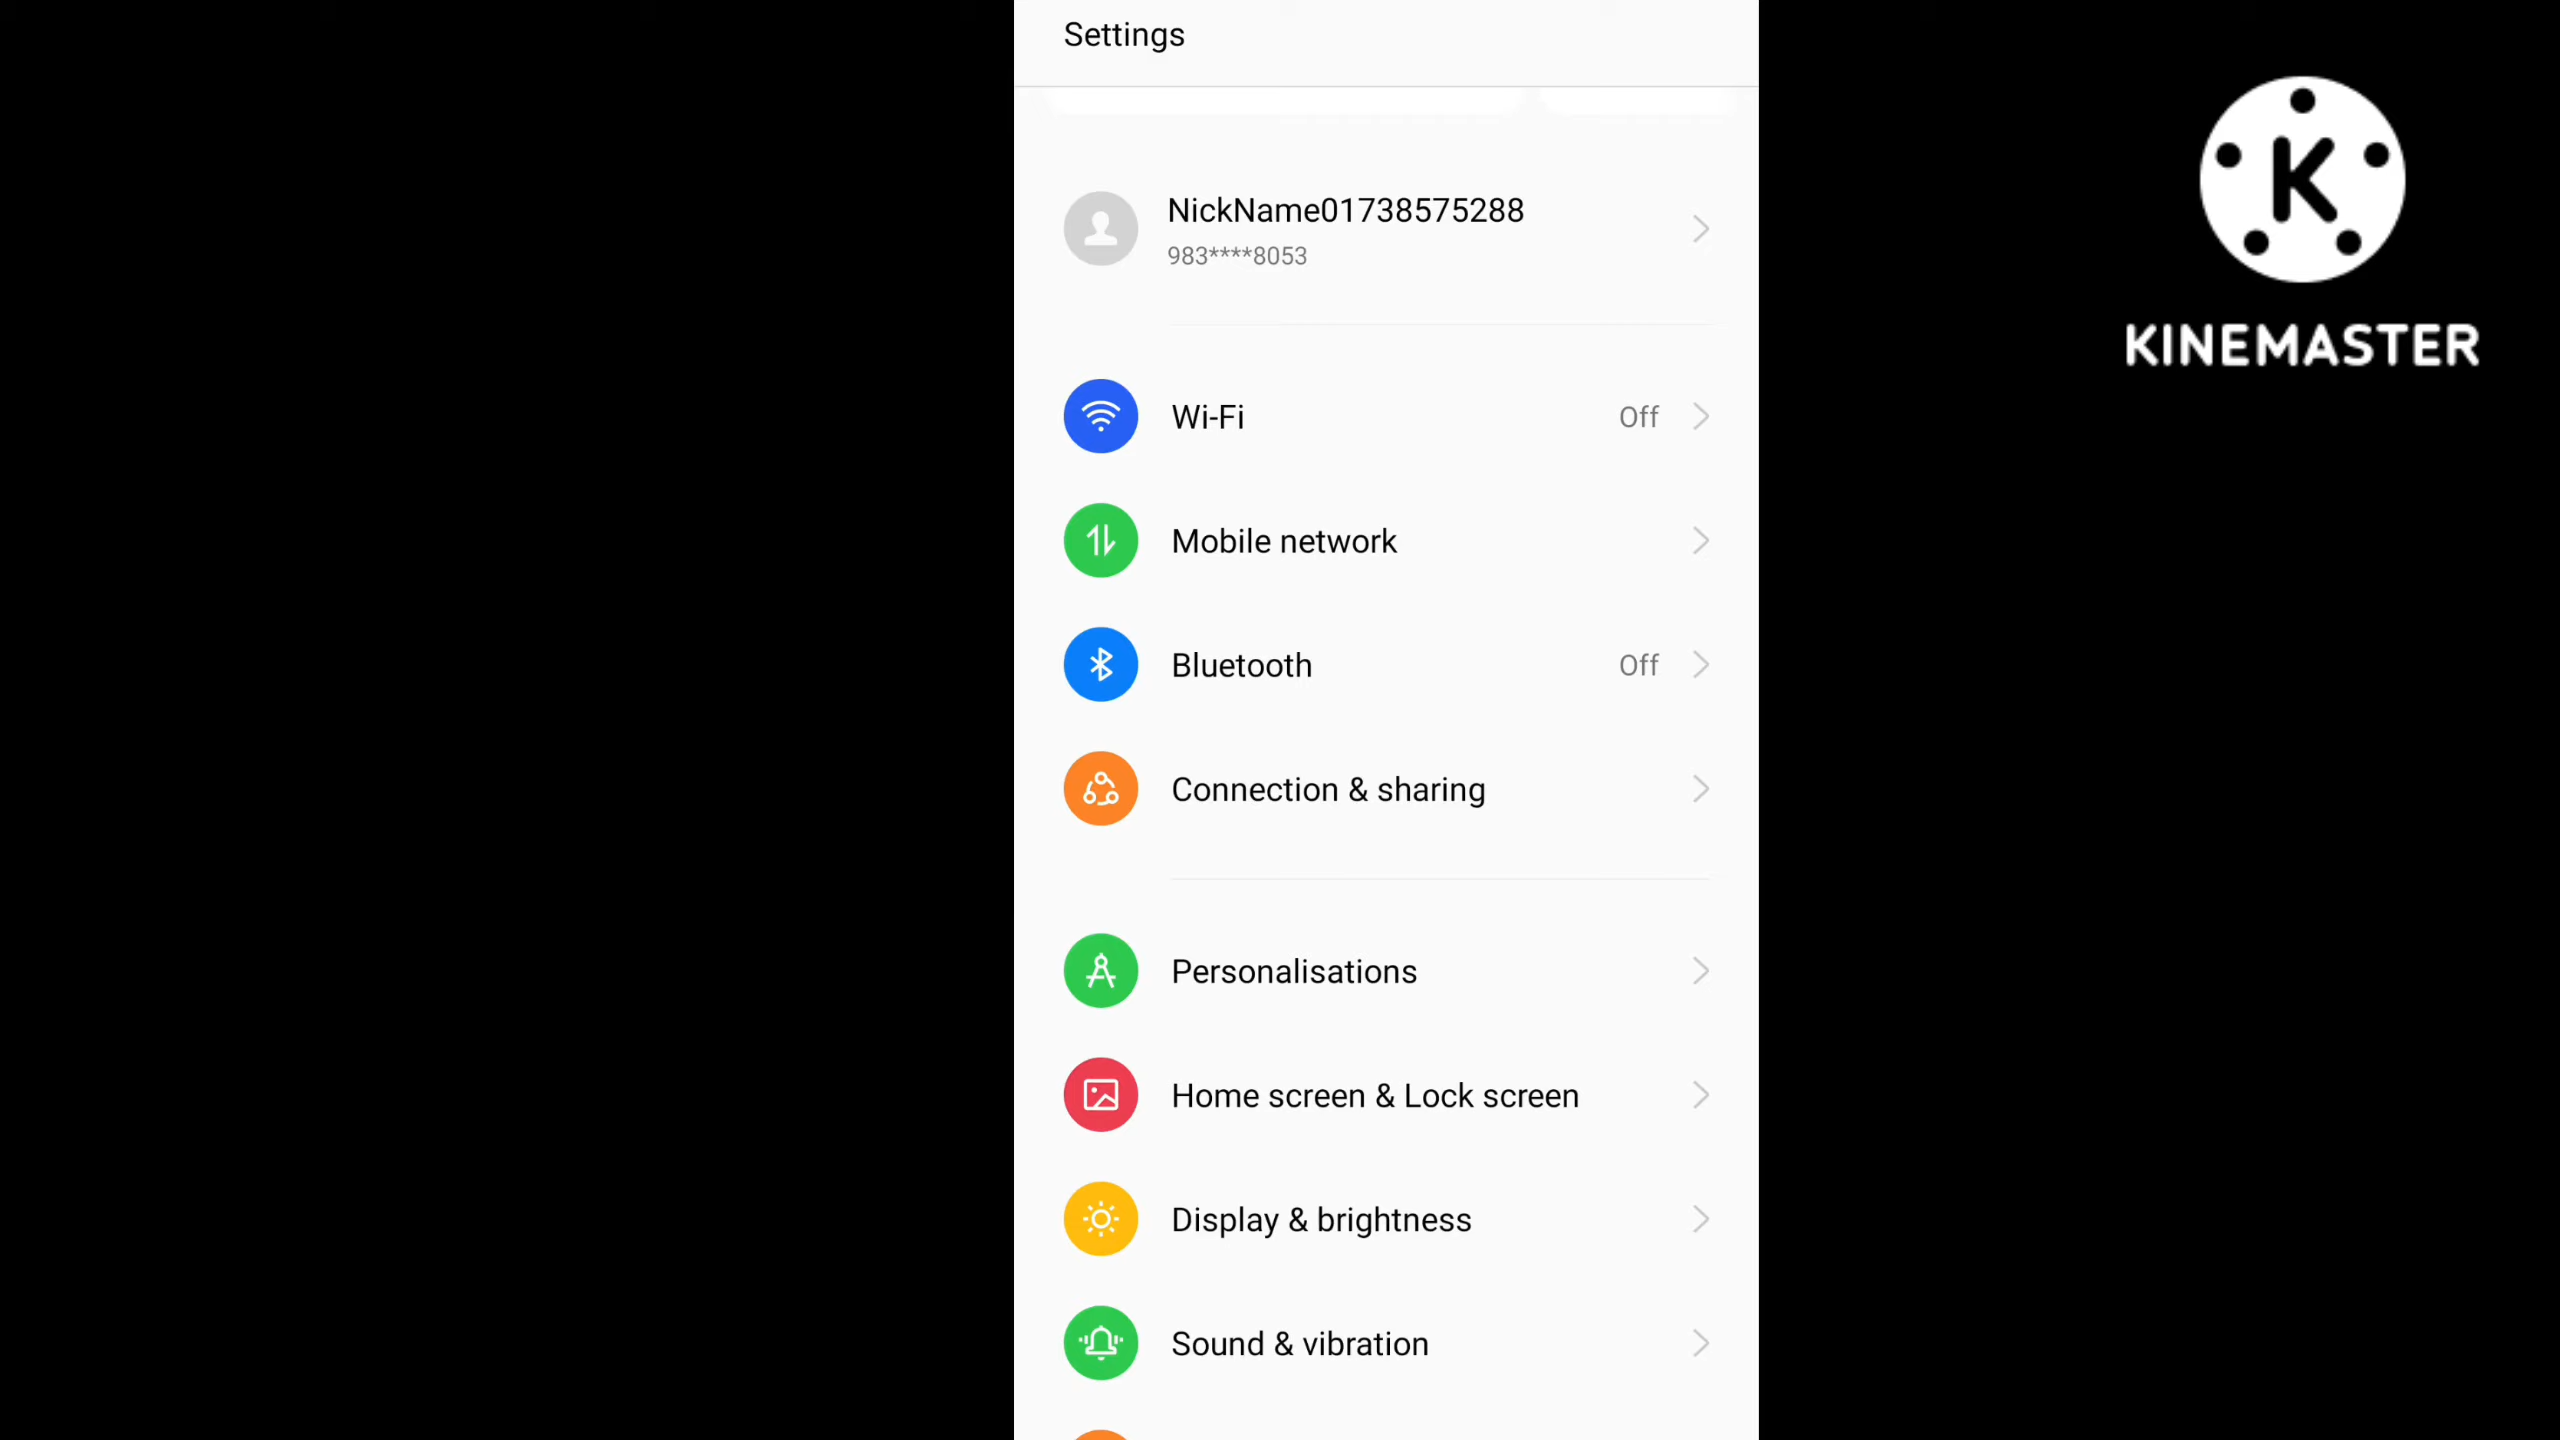 Settings
NickName01738575288
983****8053
Wi-Fi Off
Mobile network
Bluetooth Off
Connection & sharing
Personalisations
Home screen & Lock screen
Display & brightness
Sound & vibration
K
KINEMASTER